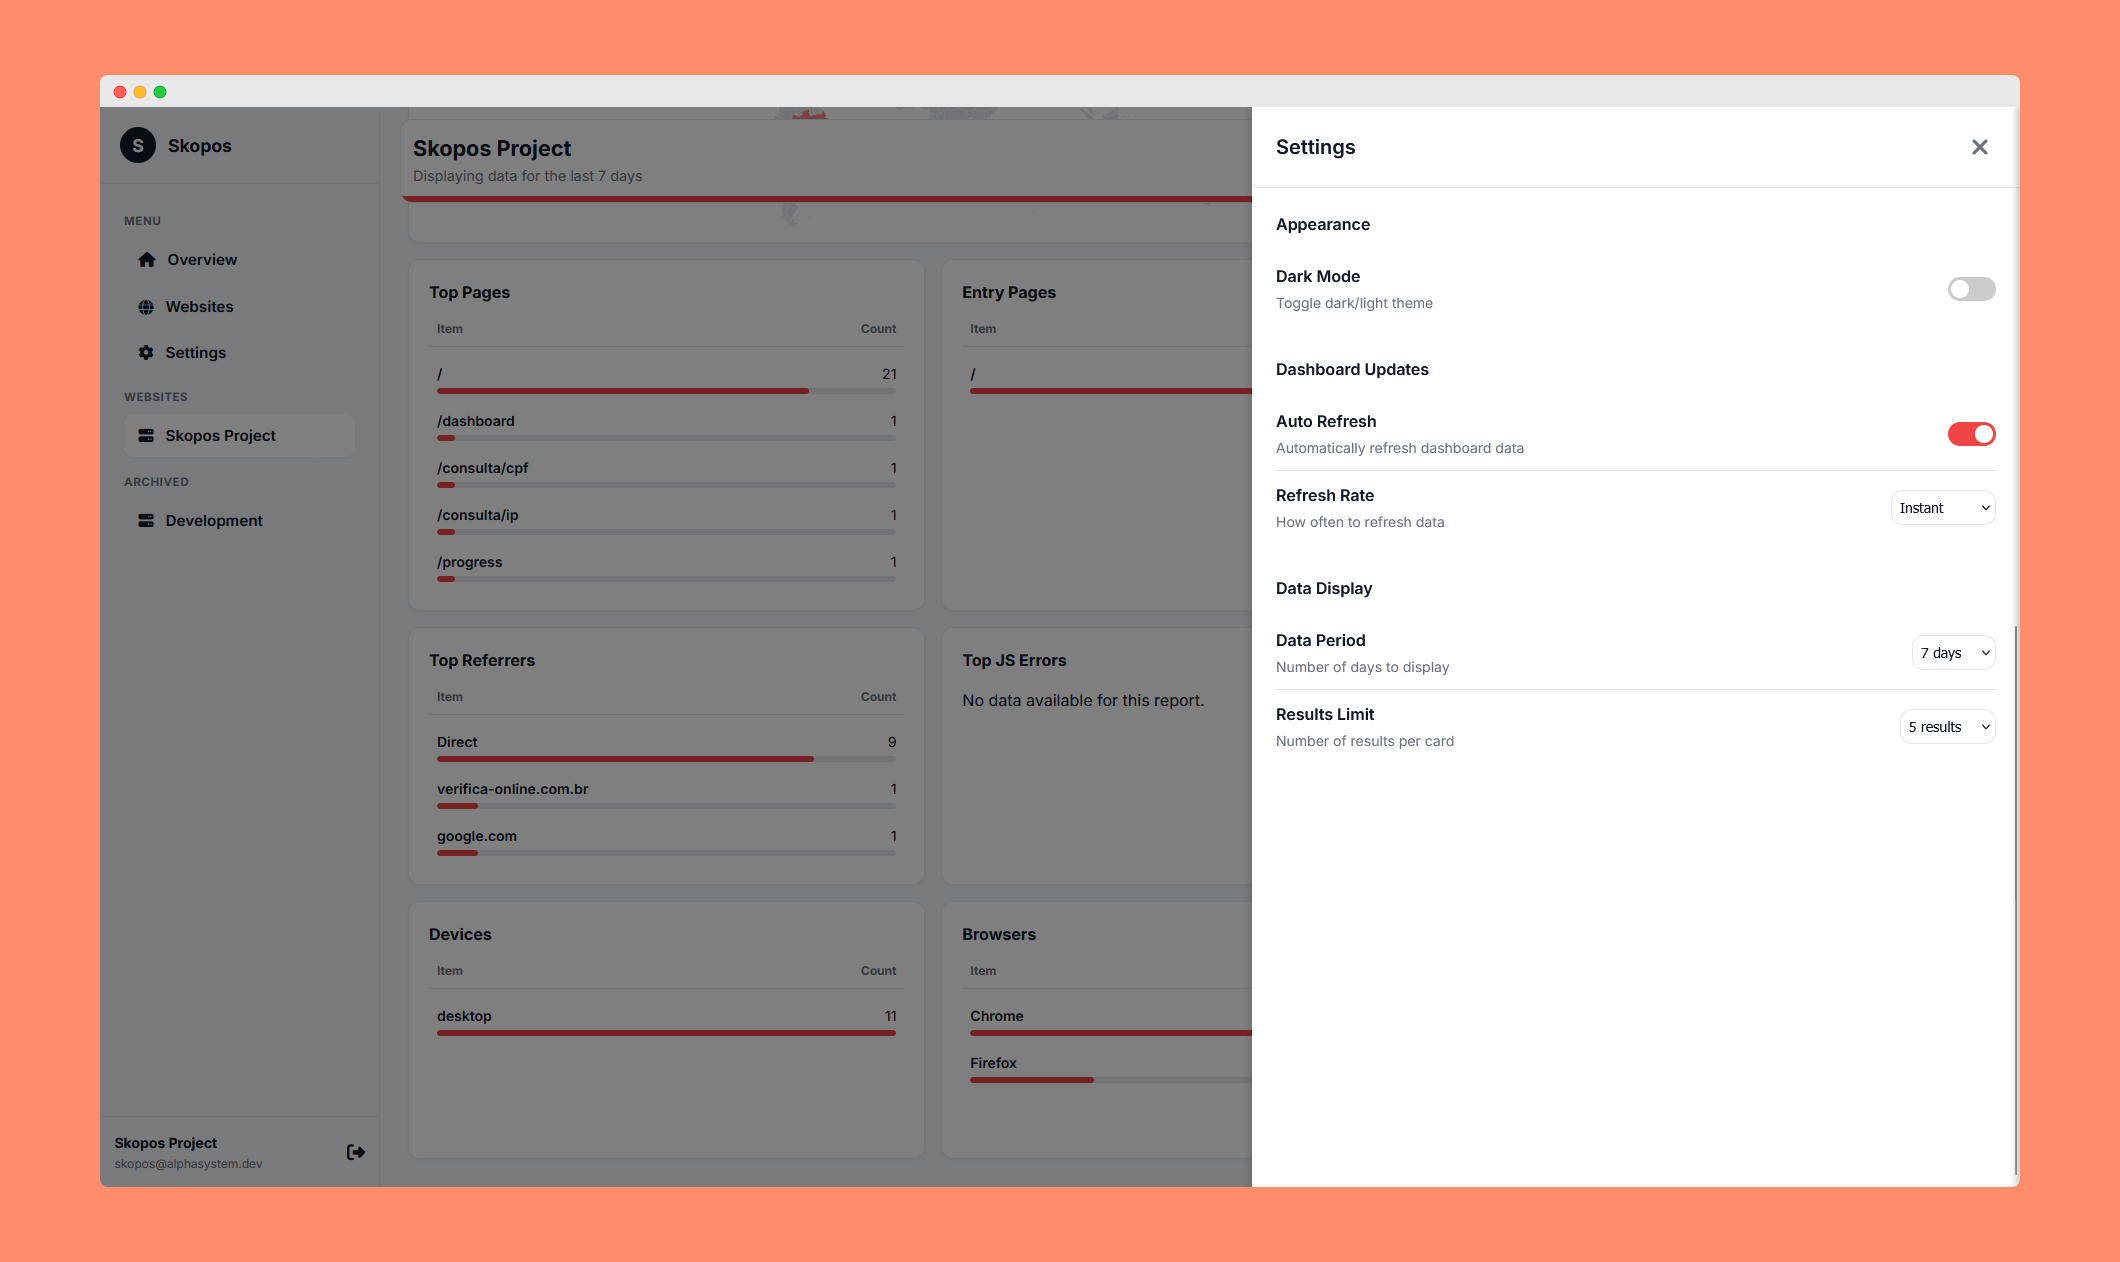 S Skopos
MENU
Overview
Websites
Settings
WEBSITES
Skopos Project
ARCHIVED
Development
Skopos Project
skopos@alphasystem.dev
Skopos Project
Displaying data for the last 7 days
Top Pages
Item Count
/ 21
/dashboard 1
/consulta/cpf 1
/consulta/ip 1
/progress 1
Entry Pages
Item
/
Top Referrers
Item Count
Direct 9
verifica-online.com.br 1
google.com 1
Top JS Errors
No data available for this report.
Devices
Item Count
desktop 11
Browsers
Item
Chrome
Firefox
Settings
Appearance
Dark Mode
Toggle dark/light theme
Dashboard Updates
Auto Refresh
Automatically refresh dashboard data
Refresh Rate
How often to refresh data
Instant
Data Display
Data Period
Number of days to display
7 days
Results Limit
Number of results per card
5 results